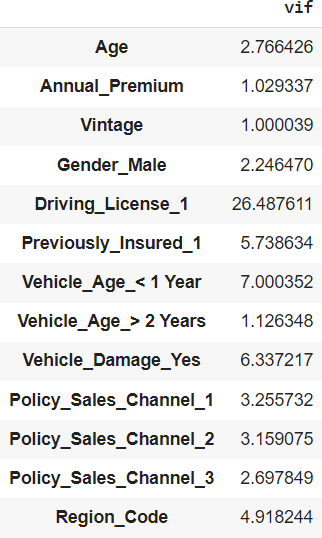 vif
Age 2.766426
Annual_Premium 1.029337
Vintage 1.000039
Gender_Male 2.246470
Driving_License_1 26.487611
Previously_Insured_1 5.738634
Vehicle_Age_< 1 Year 7.000352
Vehicle_Age_> 2 Years 1.126348
Vehicle_Damage_Yes 6.337217
Policy_Sales_Channel_1 3.255732
Policy_Sales_Channel_2 3.159075
Policy_Sales_Channel_3 2.697849
Region_Code 4.918244